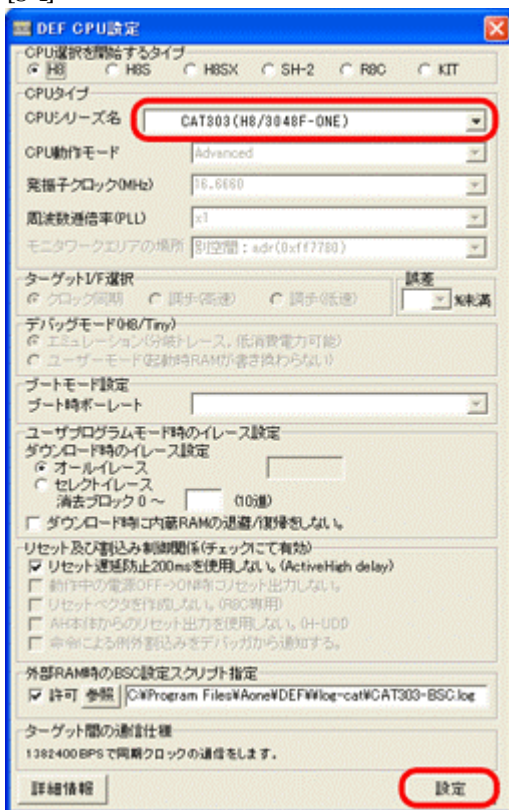 DEF CPU設定
CPU選択を開始するタイプ
H8 H8S H8SX SH-2 R8C KIT
CPUタイプ
CPUシリーズ名 CAT303(H8/3048F-ONE)
CPU動作モード Advanced
発振子クロック(MHz) 16.6660
周波数逓倍率(PLL) x1
モニタワークエリアの場所 別空間：adr(0xff7780)
ターゲットI/F選択
クロック同期 調歩(高速) 調歩(低速)
誤差
%未満
デバッグモード(H8/Tiny)
エミュレーション(分岐トレース，低消費電力可能)
ユーザーモード(起動時RAMが書き換わらない)
ブートモード設定
ブート時ボーレート
ユーザプログラムモード時のイレース設定
ダウンロード時のイレース設定
オールイレース
セレクトイレース
消去ブロック 0 ～ (10進)
ダウンロード時に内蔵RAMの退避/復帰をしない。
リセット及び割込み制御関係(チェックにて有効)
リセット遅延防止200msを使用しない。(ActiveHigh delay)
動作中の電源OFF->ON時にリセット出力しない。
リセットベクタを作成しない。(R8C専用)
AH本体からのリセット出力を使用しない。(H-UDI)
命令による例外割込みをデバッガから通知する。
外部RAM時のBSC設定スクリプト指定
許可 参照 C:¥Program Files¥Aone¥DEF¥¥log-cat¥CAT303-BSC.log
ターゲット間の通信仕様
1382400BPSで同期クロックの通信をします。
詳細情報 設定